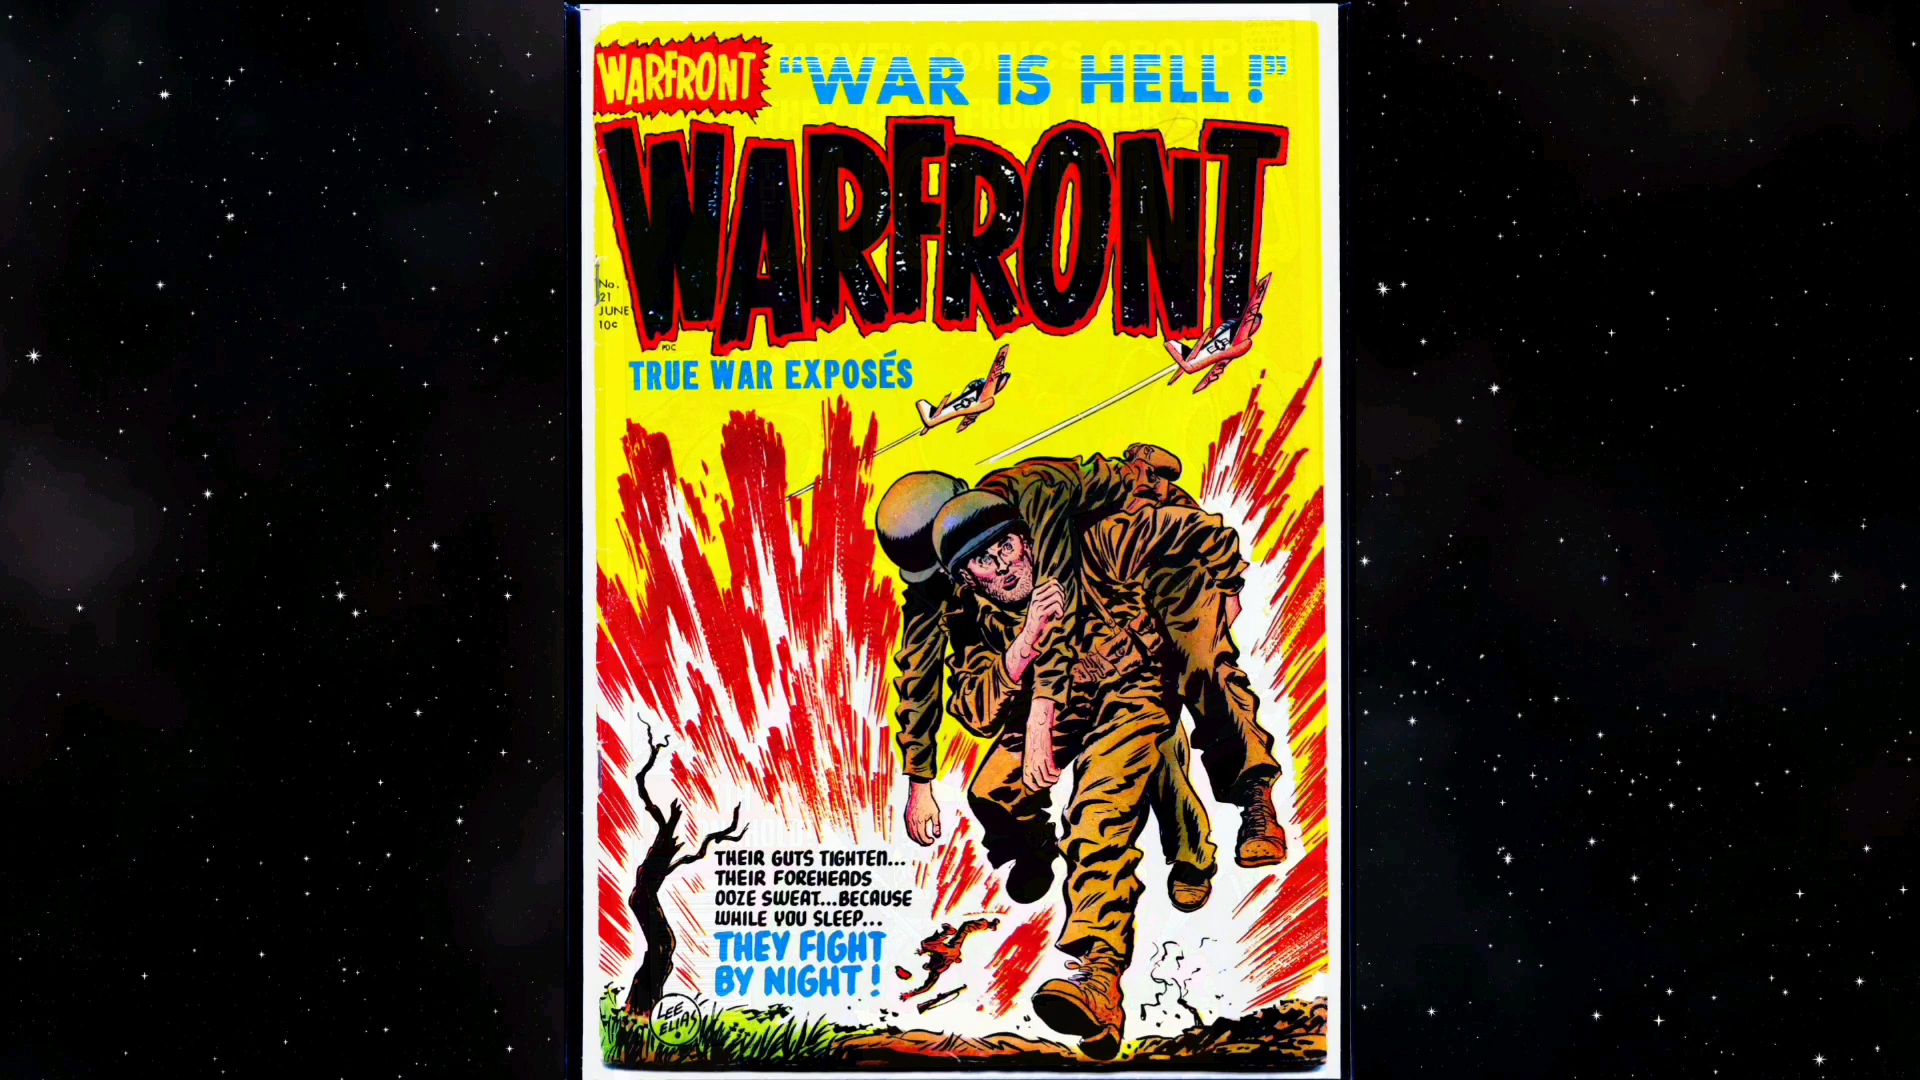 WARFRONT
"WAR IS HELL!"
WARFRONT
No.
21
JUNE
10¢
PDC
TRUE WAR EXPOSÉS
THEIR GUTS TIGHTEN...
THEIR FOREHEADS
OOZE SWEAT...BECAUSE
WHILE YOU SLEEP...
THEY FIGHT
BY NIGHT!
LEE
ELIAS